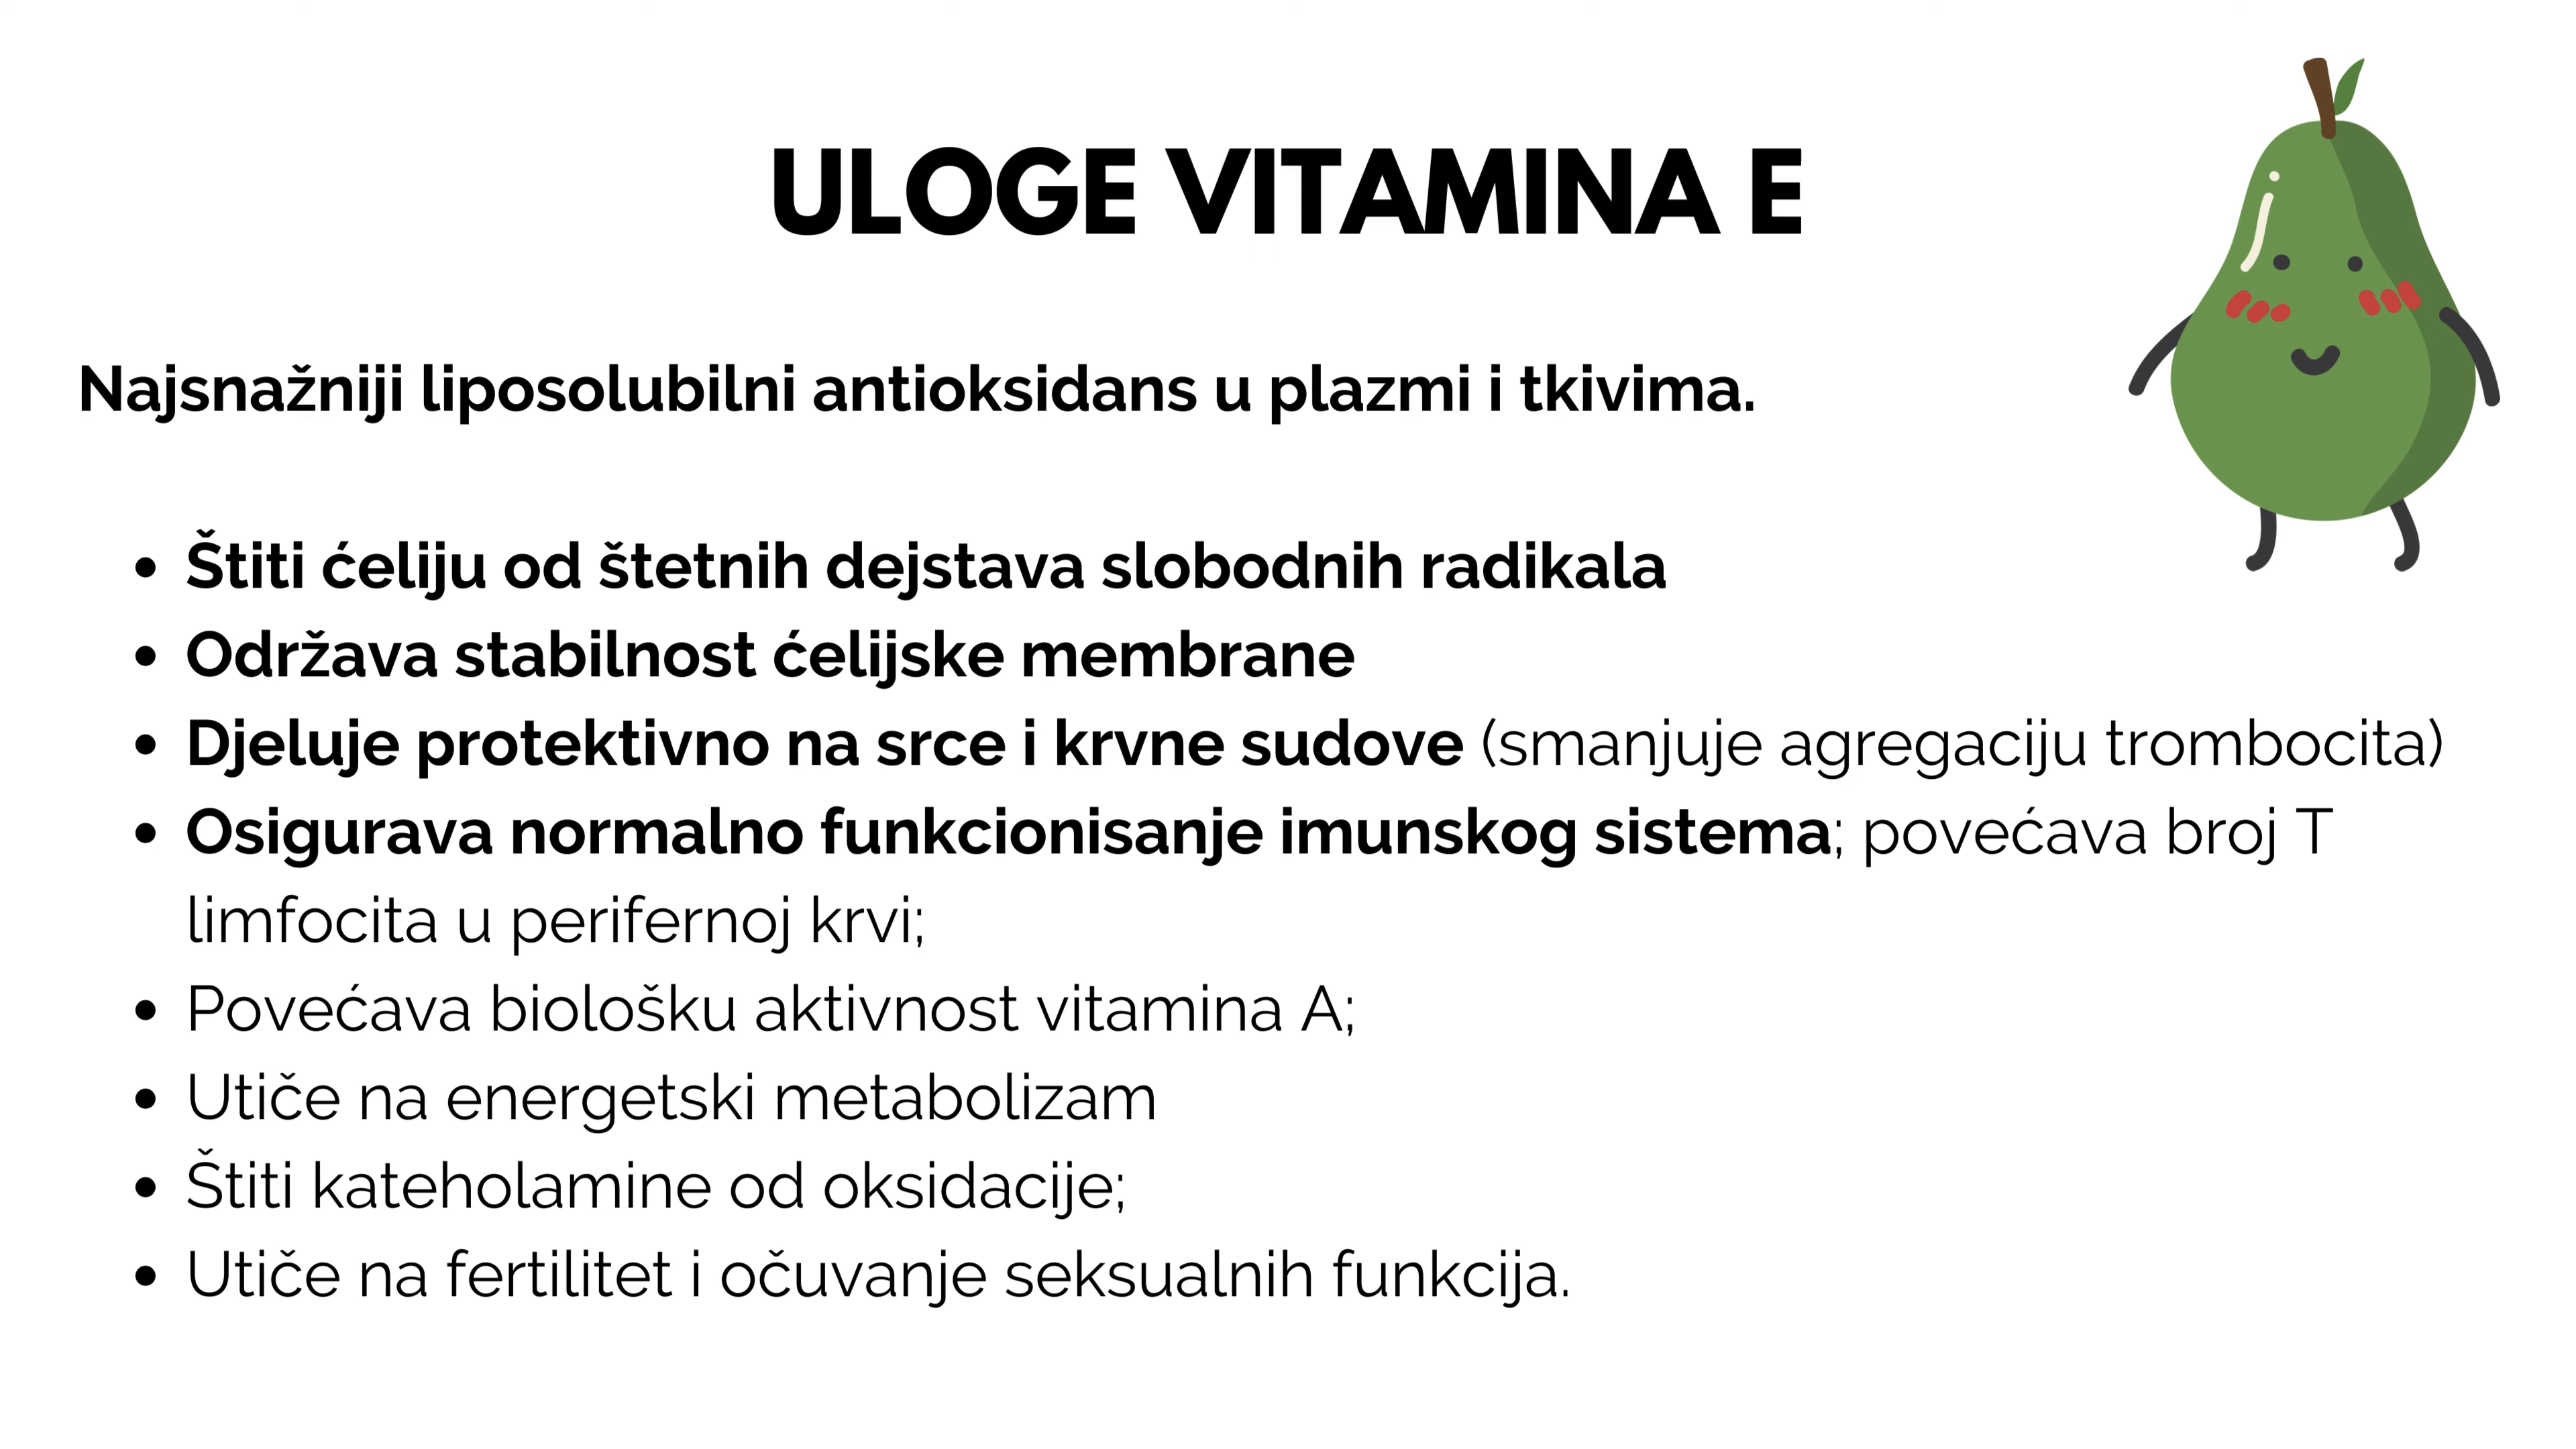 ULOGE VITAMINA E
Najsnažniji liposolubilni antioksidans u plazmi i tkivima.
• Štiti ćeliju od štetnih dejstava slobodnih radikala
• Održava stabilnost ćelijske membrane
• Djeluje protektivno na srce i krvne sudove (smanjuje agregaciju trombocita)
• Osigurava normalno funkcionisanje imunskog sistema; povećava broj T
limfocita u perifernoj krvi;
• Povećava biološku aktivnost vitamina A;
• Utiče na energetski metabolizam
• Štiti kateholamine od oksidacije;
• Utiče na fertilitet i očuvanje seksualnih funkcija.